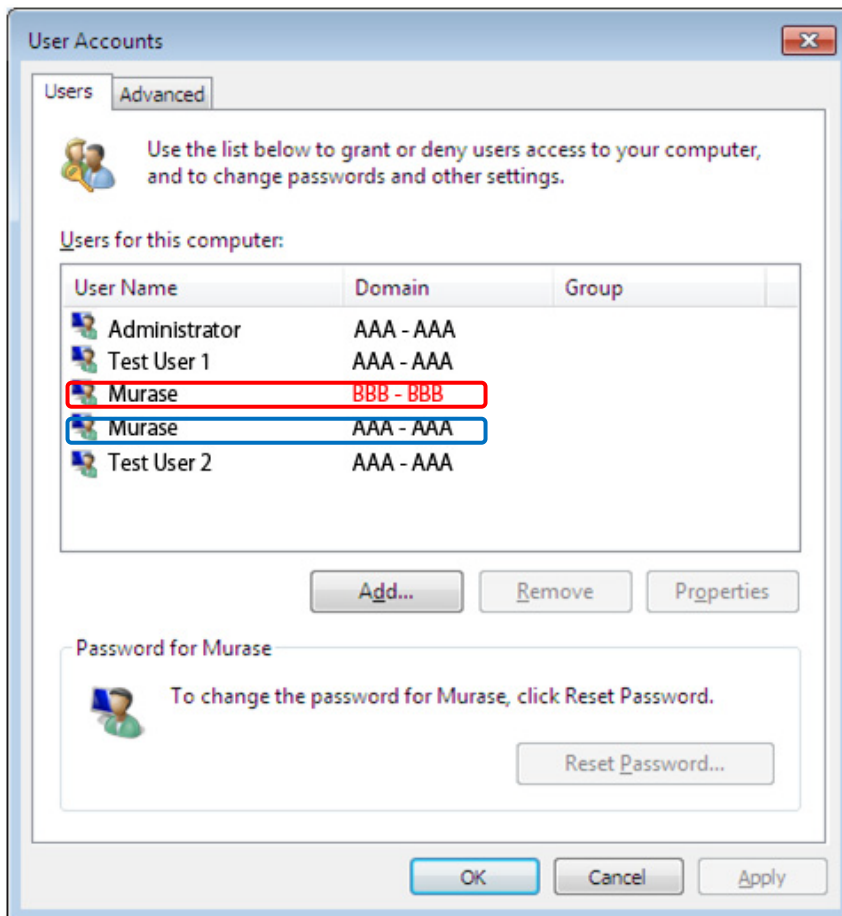 User Accounts
Users
Advanced
Use the list below to grant or deny users access to your computer,
and to change passwords and other settings.
Users for this computer:
User Name Domain Group
Administrator AAA - AAA
Test User 1 AAA - AAA
Murase BBB - BBB
Murase AAA - AAA
Test User 2 AAA - AAA
Add... Remove Properties
Password for Murase
To change the password for Murase, click Reset Password.
Reset Password...
OK Cancel Apply